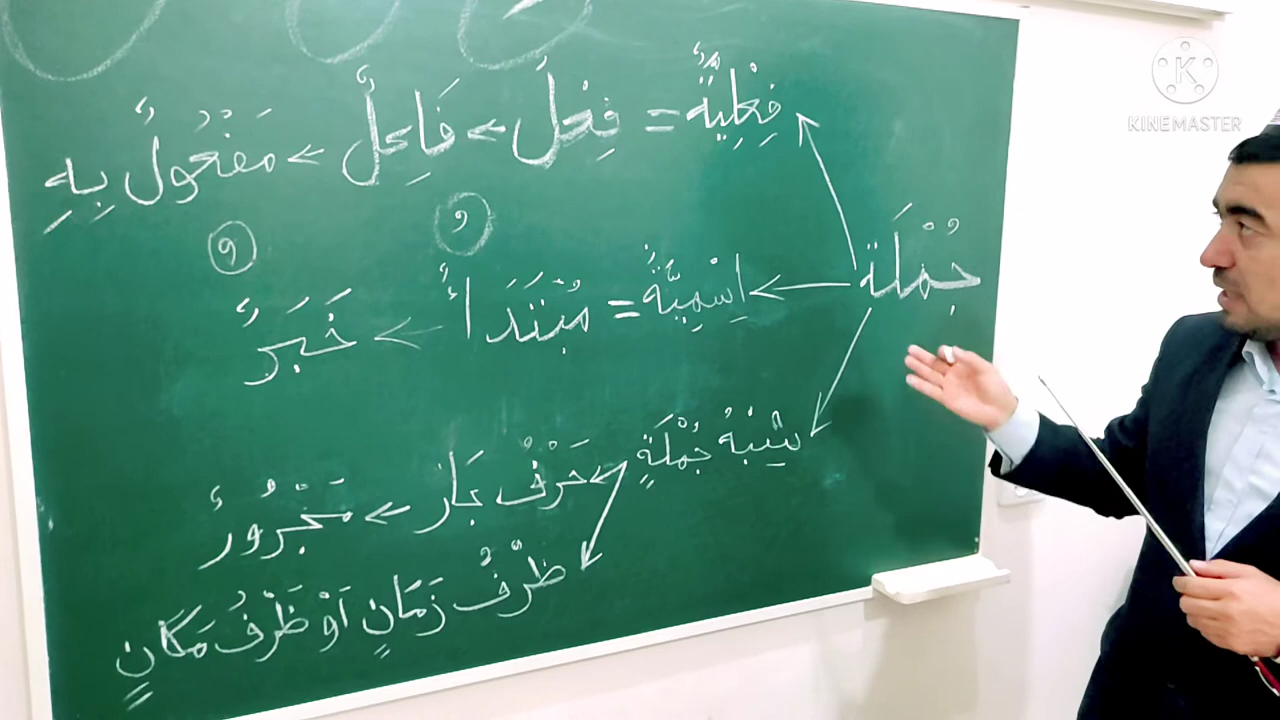 فِعْلِيَّةٌ = فِعْلٌ > فَاعِلٌ > مَفْعُولٌ بِهِ
و و
جُمْلَة
اِسْمِيَّةٌ = مُبْتَدَأٌ > خَبَرٌ
شِبْهُ جُمْلَةٍ
حَرْفُ جَار > مَجْرُورٌ
ظَرْفُ زَمَانٍ اَوْ ظَرْفُ مَكَانٍ
KINEMASTER